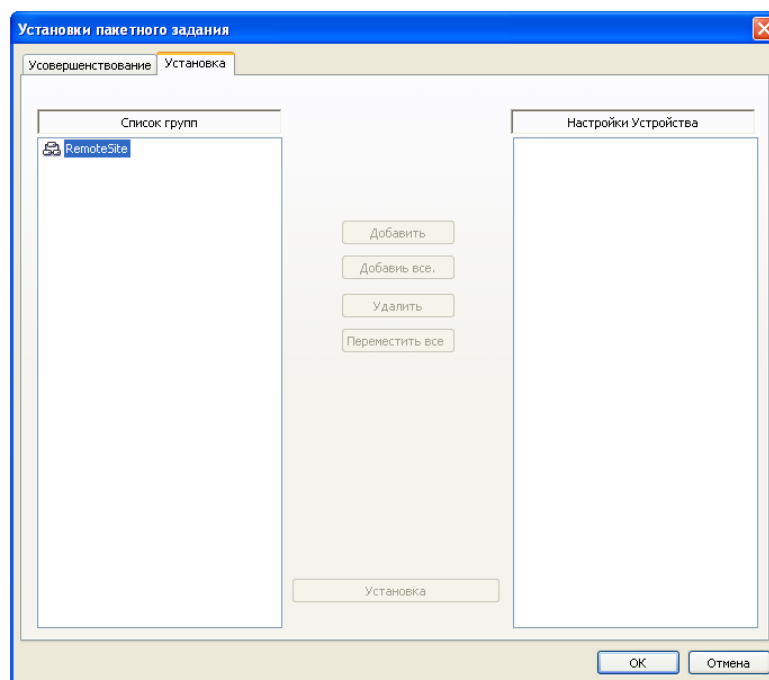 Установки пакетного задания
Усовершенствование Установка
Список групп
Настройки Устройства
RemoteSite
Добавить
Добавиь все.
Удалить
Переместить все
Установка
OK Отмена